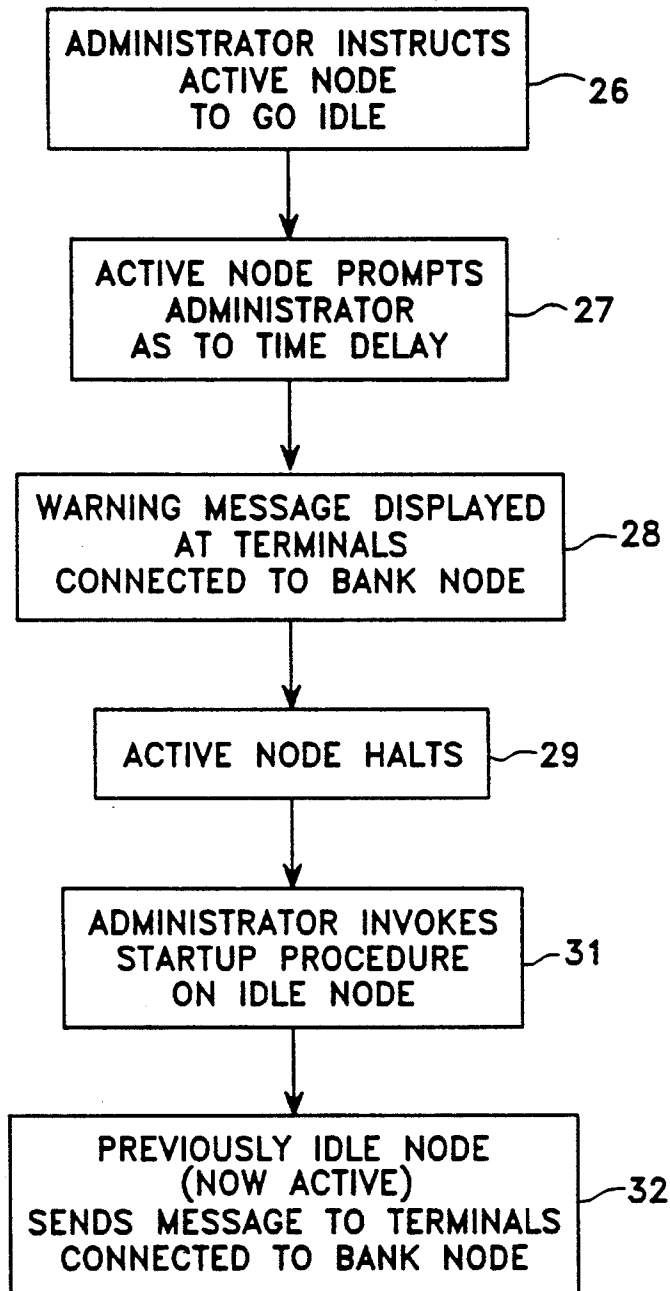 ADMINISTRATOR INSTRUCTS
ACTIVE NODE
TO GO IDLE
26
ACTIVE NODE PROMPTS
ADMINISTRATOR
AS TO TIME DELAY
27
WARNING MESSAGE DISPLAYED
AT TERMINALS
CONNECTED TO BANK NODE
28
ACTIVE NODE HALTS
29
ADMINISTRATOR INVOKES
STARTUP PROCEDURE
ON IDLE NODE
31
PREVIOUSLY IDLE NODE
(NOW ACTIVE)
SENDS MESSAGE TO TERMINALS
CONNECTED TO BANK NODE
32